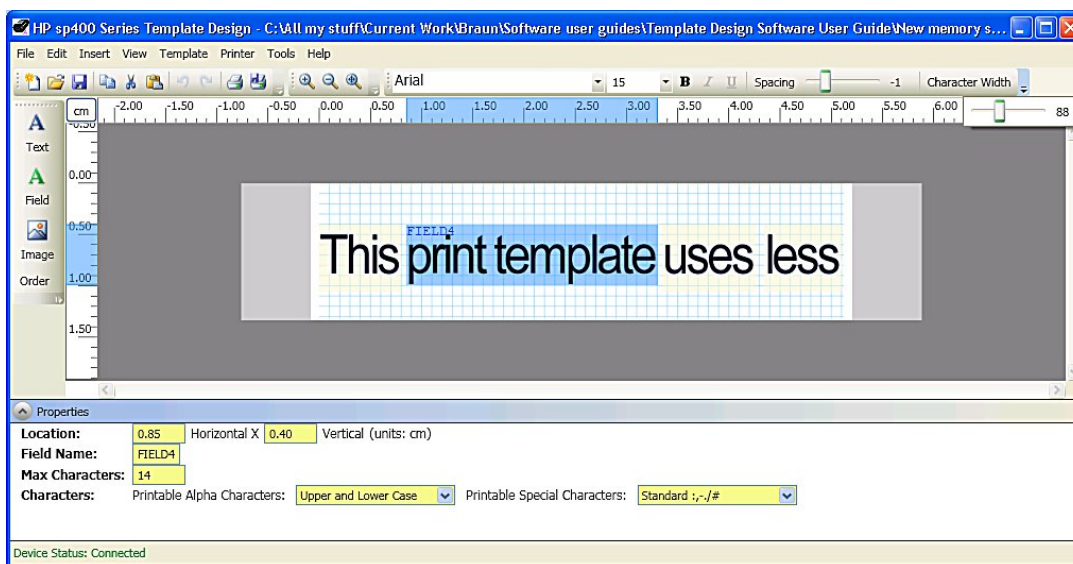 HP sp400 Series Template Design - C:\All my stuff\Current Work\Braun\Software user guides\Template Design Software User Guide\New memory s...
File Edit Insert View Template Printer Tools Help
Arial 15 B I U Spacing -1 Character Width
88
cm -2.00 -1.50 -1.00 -0.50 0.00 0.50 1.00 1.50 2.00 2.50 3.00 3.50 4.00 4.50 5.00 5.50 6.00
-0.50
A
Text
0.00
A
Field
0.50
Image
1.00
Order
1.50
FIELD4
This print template uses less
Properties
Location: 0.85 Horizontal X 0.40 Vertical (units: cm)
Field Name: FIELD4
Max Characters: 14
Characters: Printable Alpha Characters: Upper and Lower Case Printable Special Characters: Standard :,-./#
Device Status: Connected